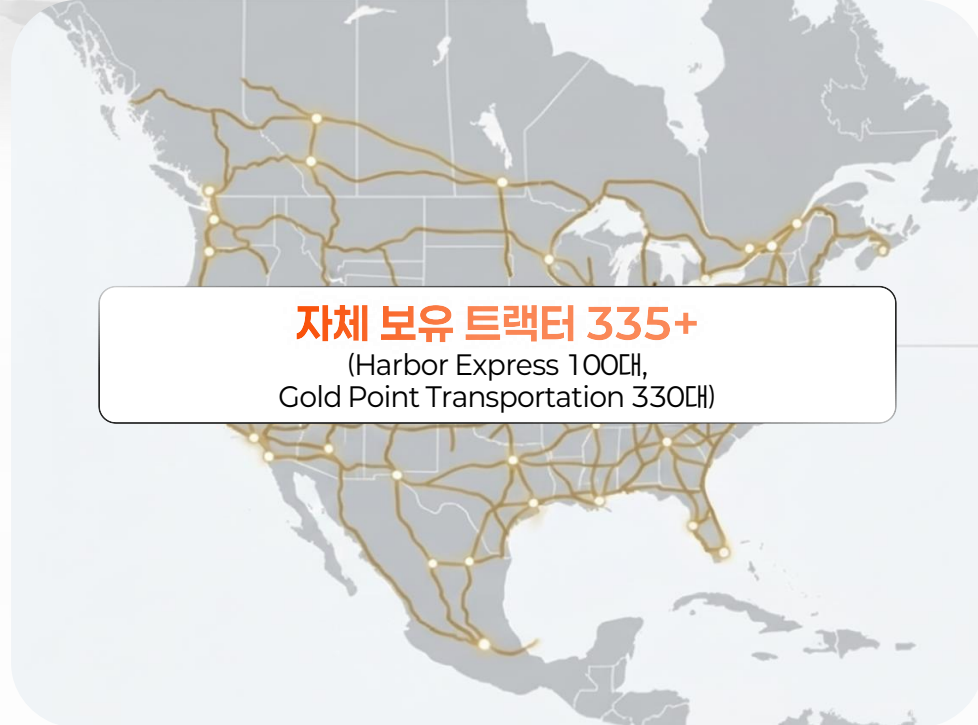 자체 보유 트랙터 335+
(Harbor Express 100대,
Gold Point Transportation 330대)